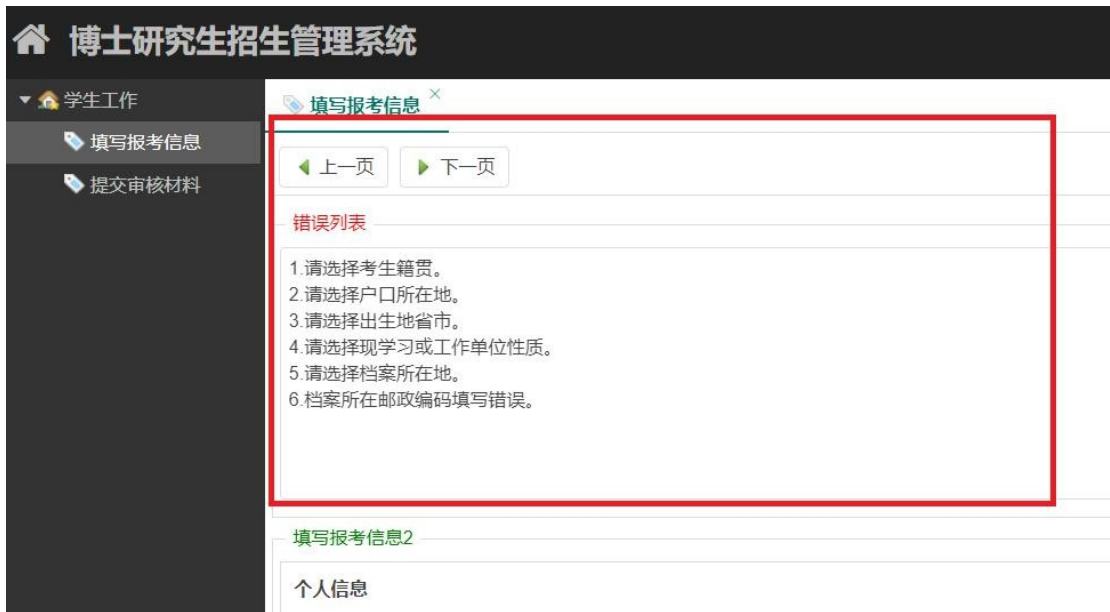 博士研究生招生管理系统
学生工作
填写报考信息
提交审核材料
填写报考信息
上一页
下一页
错误列表
1.请选择考生籍贯。
2.请选择户口所在地。
3.请选择出生地省市。
4.请选择现学习或工作单位性质。
5.请选择档案所在地。
6.档案所在邮政编码填写错误。
填写报考信息2
个人信息